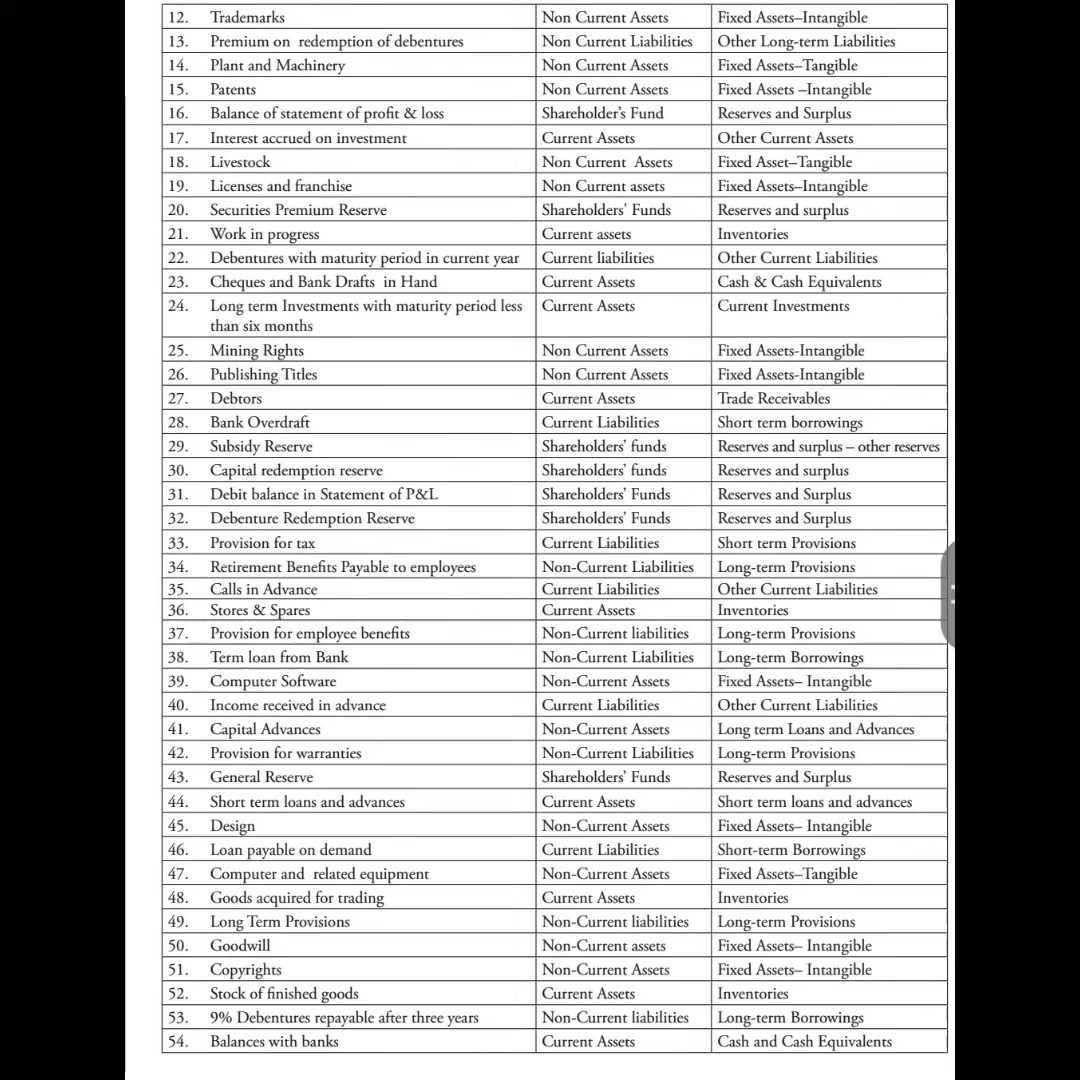 12. Trademarks Non Current Assets Fixed Assets–Intangible
13. Premium on redemption of debentures Non Current Liabilities Other Long-term Liabilities
14. Plant and Machinery Non Current Assets Fixed Assets–Tangible
15. Patents Non Current Assets Fixed Assets –Intangible
16. Balance of statement of profit & loss Shareholder’s Fund Reserves and Surplus
17. Interest accrued on investment Current Assets Other Current Assets
18. Livestock Non Current Assets Fixed Asset–Tangible
19. Licenses and franchise Non Current assets Fixed Assets–Intangible
20. Securities Premium Reserve Shareholders' Funds Reserves and surplus
21. Work in progress Current assets Inventories
22. Debentures with maturity period in current year Current liabilities Other Current Liabilities
23. Cheques and Bank Drafts in Hand Current Assets Cash & Cash Equivalents
24. Long term Investments with maturity period less Current Assets Current Investments
than six months
25. Mining Rights Non Current Assets Fixed Assets-Intangible
26. Publishing Titles Non Current Assets Fixed Assets-Intangible
27. Debtors Current Assets Trade Receivables
28. Bank Overdraft Current Liabilities Short term borrowings
29. Subsidy Reserve Shareholders’ funds Reserves and surplus – other reserves
30. Capital redemption reserve Shareholders’ funds Reserves and surplus
31. Debit balance in Statement of P&L Shareholders’ Funds Reserves and Surplus
32. Debenture Redemption Reserve Shareholders’ Funds Reserves and Surplus
33. Provision for tax Current Liabilities Short term Provisions
34. Retirement Benefits Payable to employees Non-Current Liabilities Long-term Provisions
35. Calls in Advance Current Liabilities Other Current Liabilities
36. Stores & Spares Current Assets Inventories
37. Provision for employee benefits Non-Current liabilities Long-term Provisions
38. Term loan from Bank Non-Current Liabilities Long-term Borrowings
39. Computer Software Non-Current Assets Fixed Assets– Intangible
40. Income received in advance Current Liabilities Other Current Liabilities
41. Capital Advances Non-Current Assets Long term Loans and Advances
42. Provision for warranties Non-Current Liabilities Long-term Provisions
43. General Reserve Shareholders’ Funds Reserves and Surplus
44. Short term loans and advances Current Assets Short term loans and advances
45. Design Non-Current Assets Fixed Assets– Intangible
46. Loan payable on demand Current Liabilities Short-term Borrowings
47. Computer and related equipment Non-Current Assets Fixed Assets–Tangible
48. Goods acquired for trading Current Assets Inventories
49. Long Term Provisions Non-Current liabilities Long-term Provisions
50. Goodwill Non-Current assets Fixed Assets– Intangible
51. Copyrights Non-Current Assets Fixed Assets– Intangible
52. Stock of finished goods Current Assets Inventories
53. 9% Debentures repayable after three years Non-Current liabilities Long-term Borrowings
54. Balances with banks Current Assets Cash and Cash Equivalents